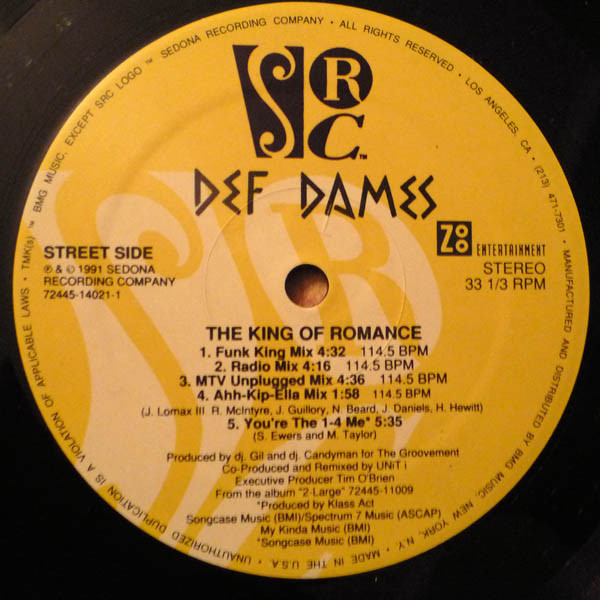 SRC™
DEF DAMES
ZOO ENTERTAINMENT
STREET SIDE
℗ & © 1991 SEDONA
RECORDING COMPANY
72445-14021-1
STEREO
33 1/3 RPM
THE KING OF ROMANCE
1. Funk King Mix 4:32 114.5 BPM
2. Radio Mix 4:16 114.5 BPM
3. MTV Unplugged Mix 4:36 114.5 BPM
4. Ahh-Kip-Ella Mix 1:58 114.5 BPM
(J. Lomax III R. McIntyre, J. Guillory, N. Beard, J. Daniels, H. Hewitt)
5. You're The 1-4 Me* 5:35
(S. Ewers and M. Taylor)
Produced by dj. Gil and dj. Candyman for The Groovement
Co-Produced and Remixed by UNiT i
Executive Producer Tim O'Brien
From the album "2-Large" 72445-11009
*Produced by Klass Act
Songcase Music (BMI)/Spectrum 7 Music (ASCAP)
My Kinda Music (BMI)
*Songcase Music (BMI)
TMK(s) ™ BMG MUSIC, EXCEPT SRC LOGO ™ SEDONA RECORDING COMPANY • ALL RIGHTS RESERVED • LOS ANGELES, CA • (213) 471-7301 • MANUFACTURED AND DISTRIBUTED BY BMG MUSIC, NEW YORK, N.Y. • MADE IN THE U.S.A. • UNAUTHORIZED DUPLICATION IS A VIOLATION OF APPLICABLE LAWS •